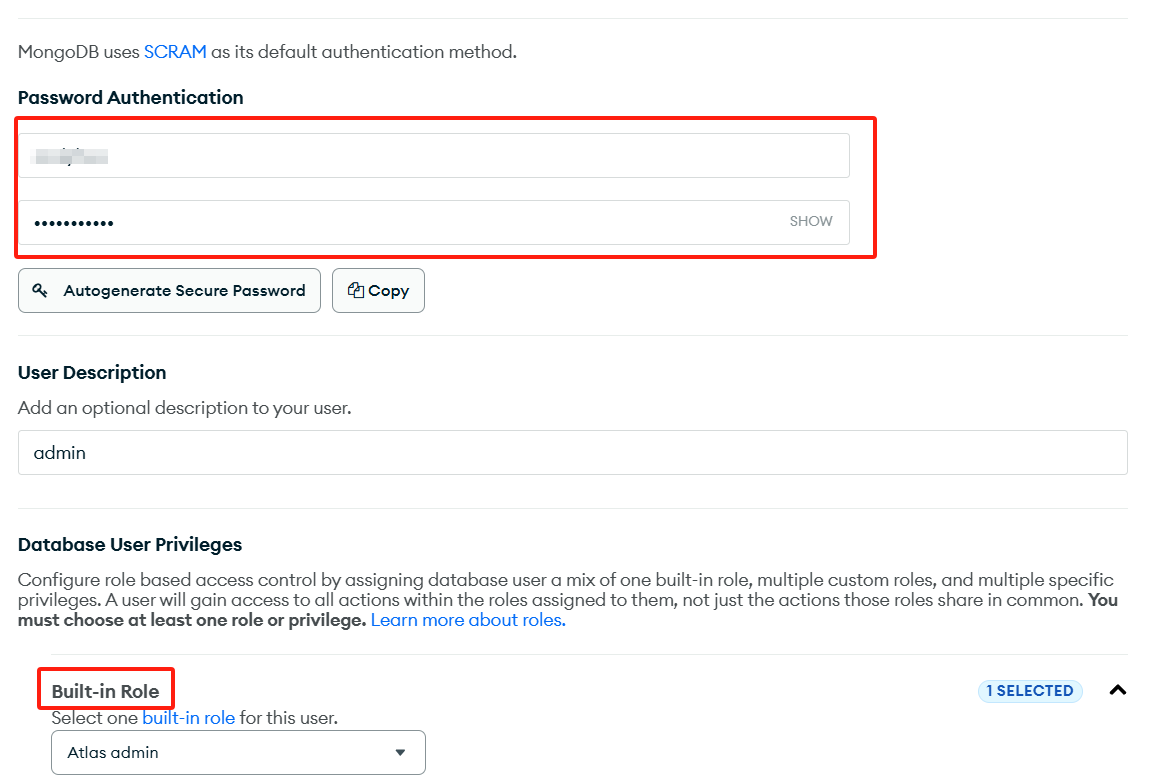 MongoDB uses SCRAM as its default authentication method.
Password Authentication
••••••••••• SHOW
Autogenerate Secure Password Copy
User Description
Add an optional description to your user.
admin
Database User Privileges
Configure role based access control by assigning database user a mix of one built-in role, multiple custom roles, and multiple specific
privileges. A user will gain access to all actions within the roles assigned to them, not just the actions those roles share in common. You
must choose at least one role or privilege. Learn more about roles.
Built-in Role 1 SELECTED
Select one built-in role for this user.
Atlas admin